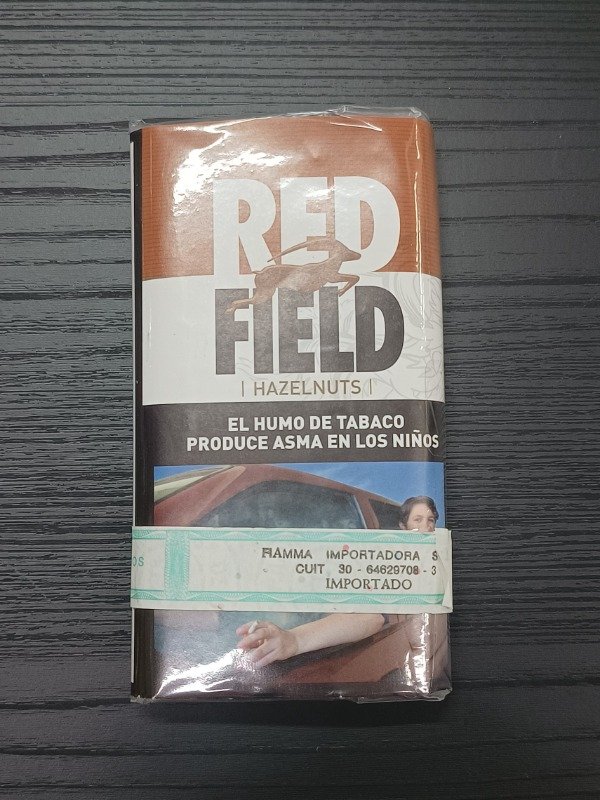 RED
FIELD
| HAZELNUTS |
EL HUMO DE TABACO
PRODUCE ASMA EN LOS NIÑOS
FIAMMA IMPORTADORA S
CUIT 30 - 64629708 - 3
IMPORTADO